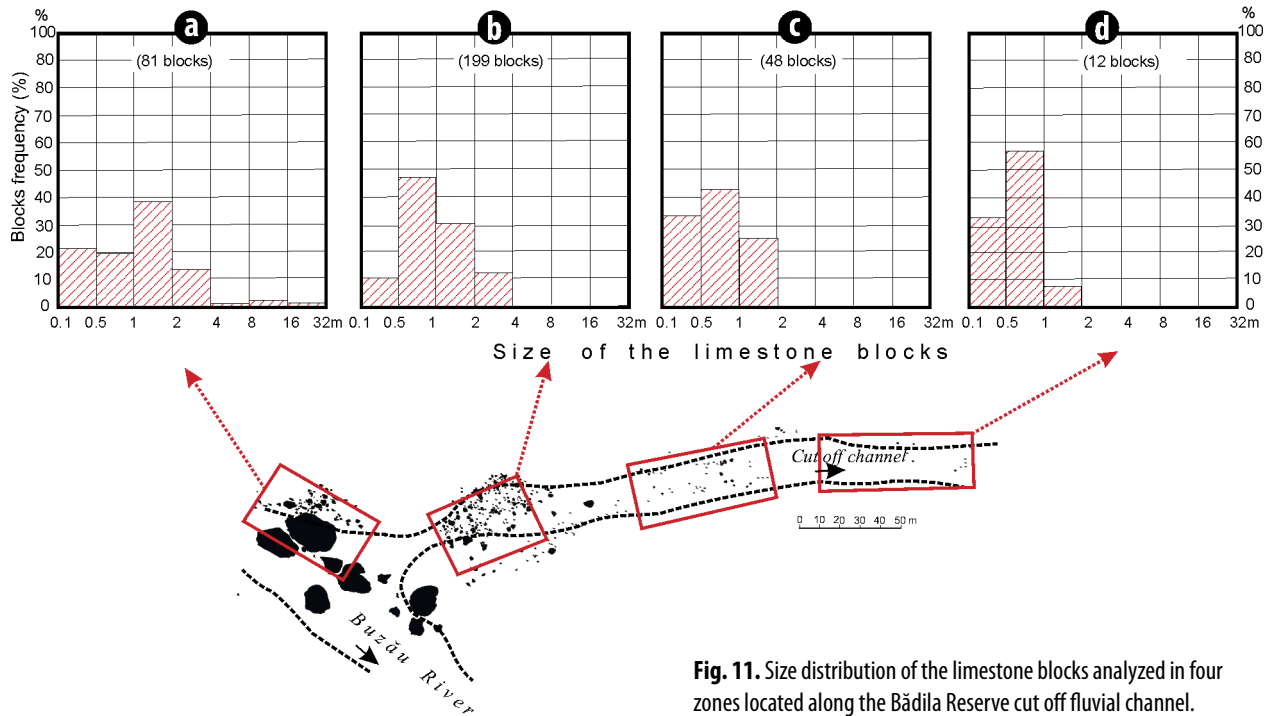 % a b c d %
(81 blocks) (199 blocks) (48 blocks) (12 blocks)
Blocks frequency (%)
100
90
80
70
60
50
40
30
20
10
0
100
90
80
70
60
50
40
30
20
10
0
0.1 0.5 1 2 4 8 16 32m
0.1 0.5 1 2 4 8 16 32m
0.1 0.5 1 2 4 8 16 32m
0.1 0.5 1 2 4 8 16 32m
Size of the limestone blocks
Cut off channel
0 10 20 30 40 50 m
Buzău River
Fig. 11. Size distribution of the limestone blocks analyzed in four
zones located along the Bădila Reserve cut off fluvial channel.